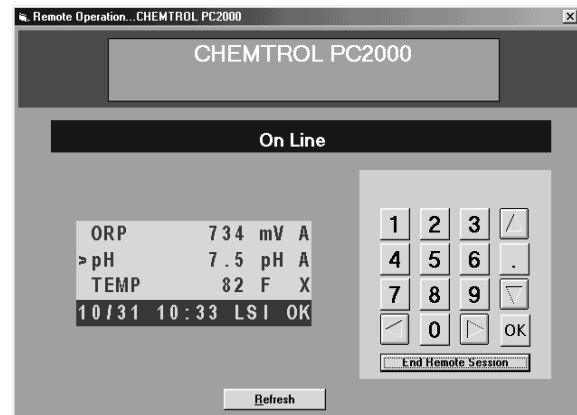 Remote Operation...CHEMTROL PC2000
CHEMTROL PC2000
On Line
ORP 734 mV A
>pH 7.5 pH A
TEMP 82 F X
10/31 10:33 LSI OK
1 2 3
4 5 6 .
7 8 9
0 OK
End Remote Session
Refresh